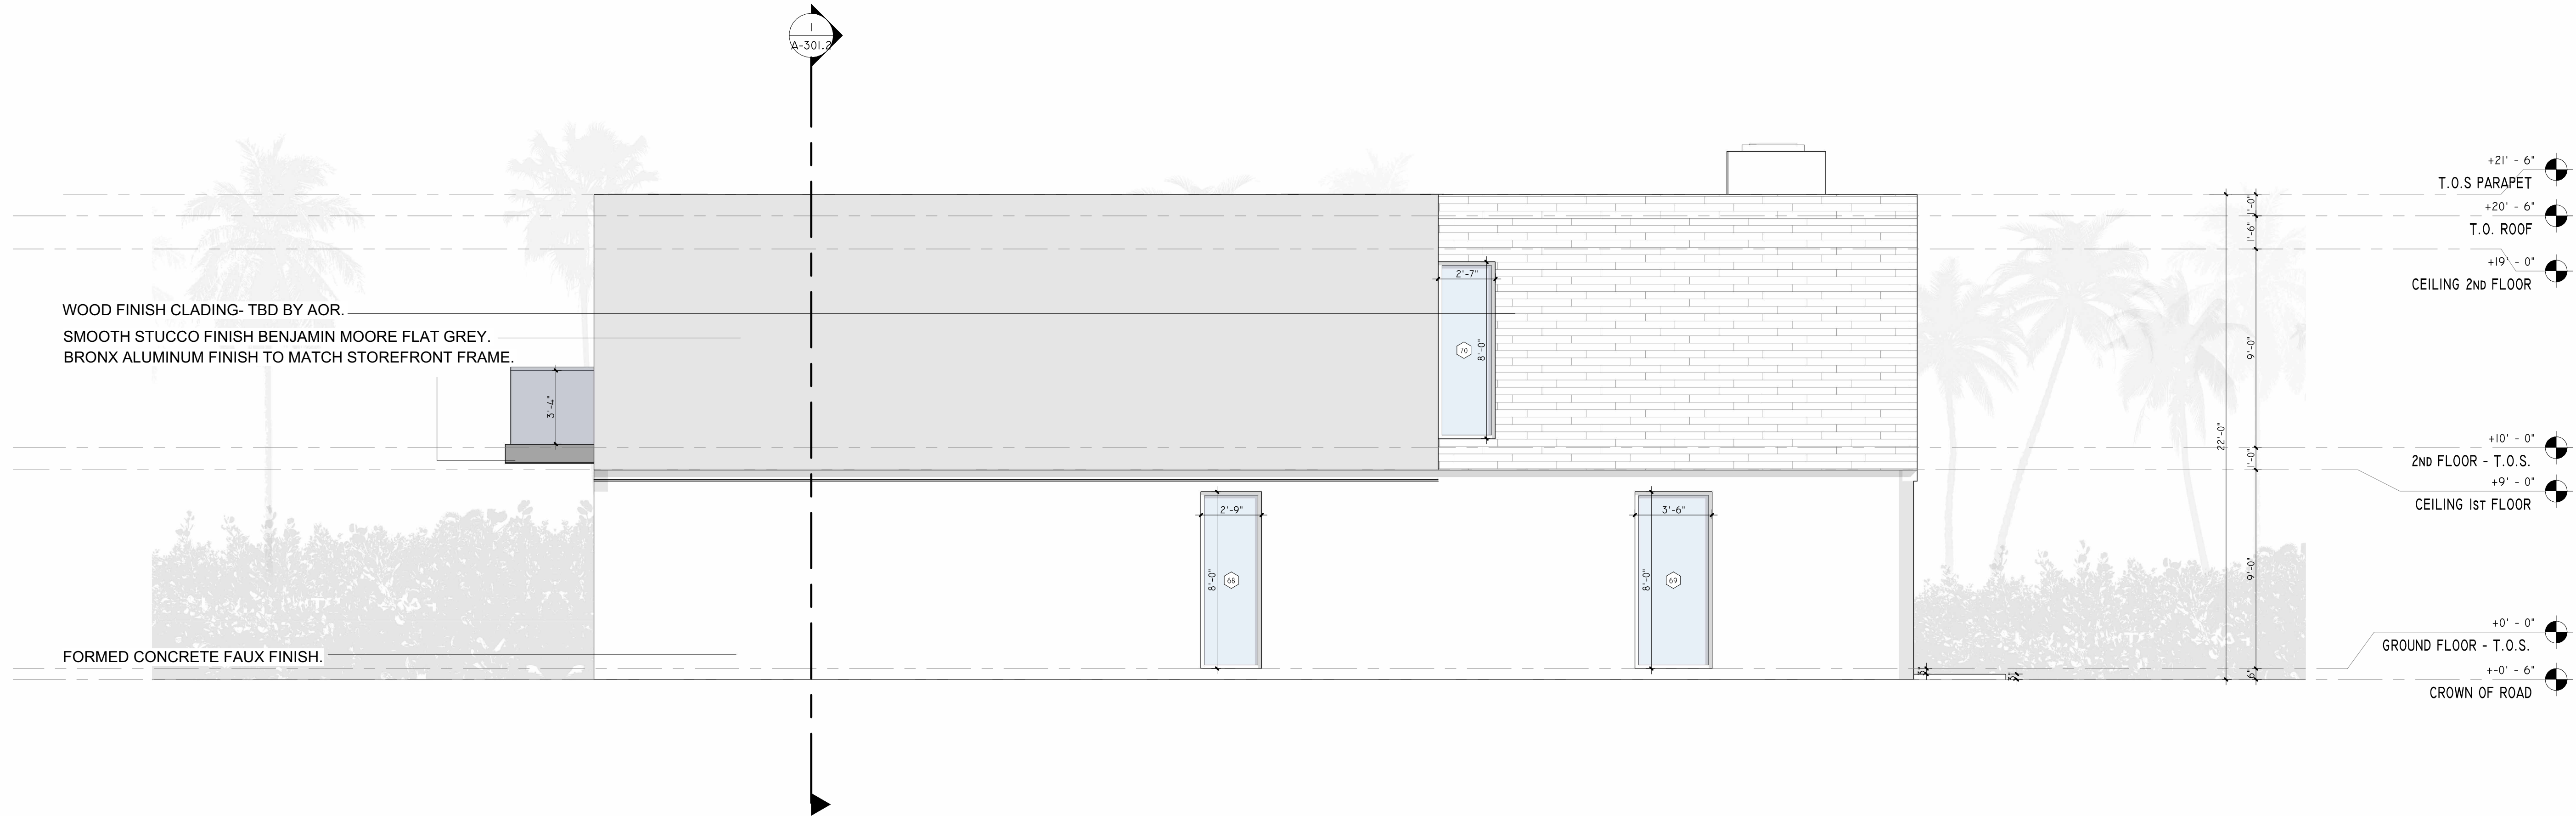 1
A-301.2
+21' - 6"
T.O.S PARAPET
+20' - 6"
T.O. ROOF
+19' - 0"
CEILING 2ND FLOOR
+10' - 0"
2ND FLOOR - T.O.S.
+9' - 0"
CEILING 1ST FLOOR
+0' - 0"
GROUND FLOOR - T.O.S.
+-0' - 6"
CROWN OF ROAD
1'-0"
1'-6"
9'-0"
1'-0"
9'-0"
6"
22'-0"
WOOD FINISH CLADING- TBD BY AOR.
SMOOTH STUCCO FINISH BENJAMIN MOORE FLAT GREY.
BRONX ALUMINUM FINISH TO MATCH STOREFRONT FRAME.
3'-4"
2'-7"
70
8'-0"
2'-9"
8'-0"
68
3'-6"
8'-0"
69
FORMED CONCRETE FAUX FINISH.